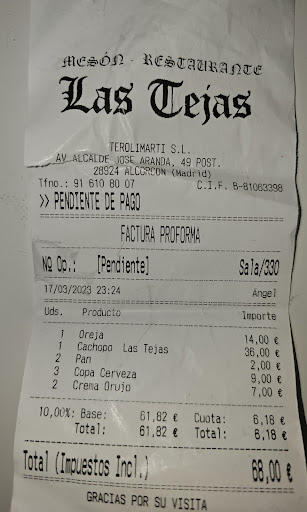 MESÓN - RESTAURANTE
Las Tejas
TEROLIMARTI S.L.
AV ALCALDE JOSE ARANDA, 49 POST.
28924 ALCORCON (Madrid)
Tfno.: 91 610 80 07 C.I.F. B-81063398
>> PENDIENTE DE PAGO
FACTURA PROFORMA
Nº Op.: [Pendiente] Sala/330
17/03/2023 23:24 Angel
Uds. Producto Importe
1 Oreja 14,00 €
1 Cachopo Las Tejas 36,00 €
2 Pan 2,00 €
3 Copa Cerveza 9,00 €
2 Crema Orujo 7,00 €
10,00%: Base: 61,82 € Cuota: 6,18 €
Total: 61,82 € Total: 6,18 €
Total (Impuestos Incl.) 68,00 €
GRACIAS POR SU VISITA